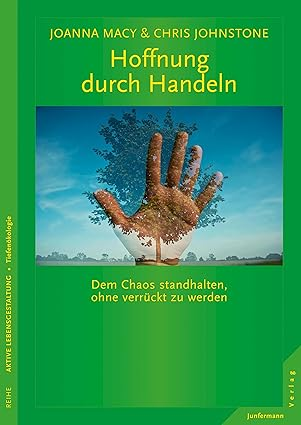 JOANNA MACY & CHRIS JOHNSTONE
Hoffnung
durch Handeln
Dem Chaos standhalten,
ohne verrückt zu werden
REIHE AKTIVE LEBENSGESTALTUNG • Tiefenökologie
Junfermann
Verlag